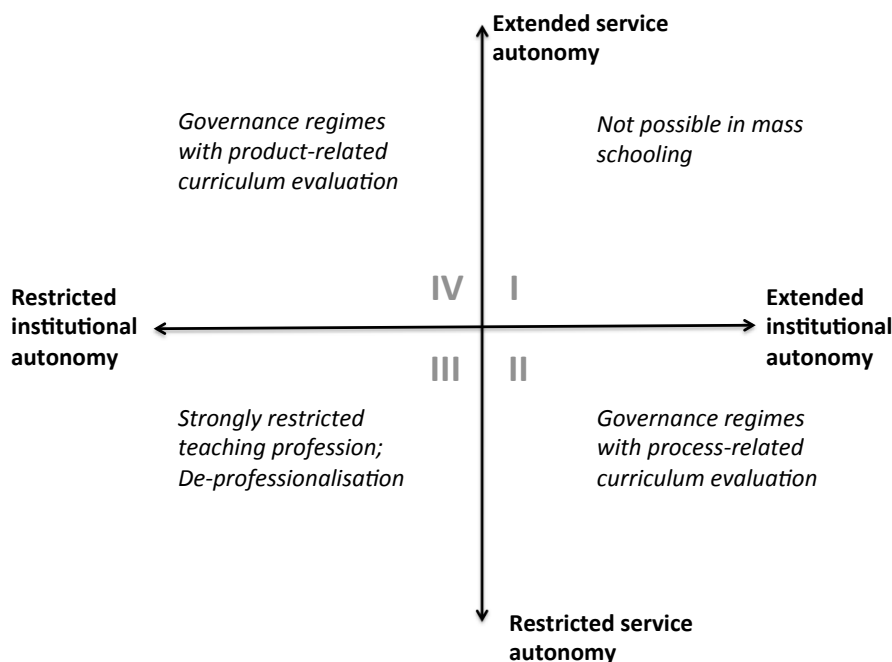 Extended service
autonomy
Governance regimes
with product-related
curriculum evaluation
Not possible in mass
schooling
IV
I
Restricted
institutional
autonomy
Extended
institutional
autonomy
III
II
Strongly restricted
teaching profession;
De-professionalisation
Governance regimes
with process-related
curriculum evaluation
Restricted service
autonomy